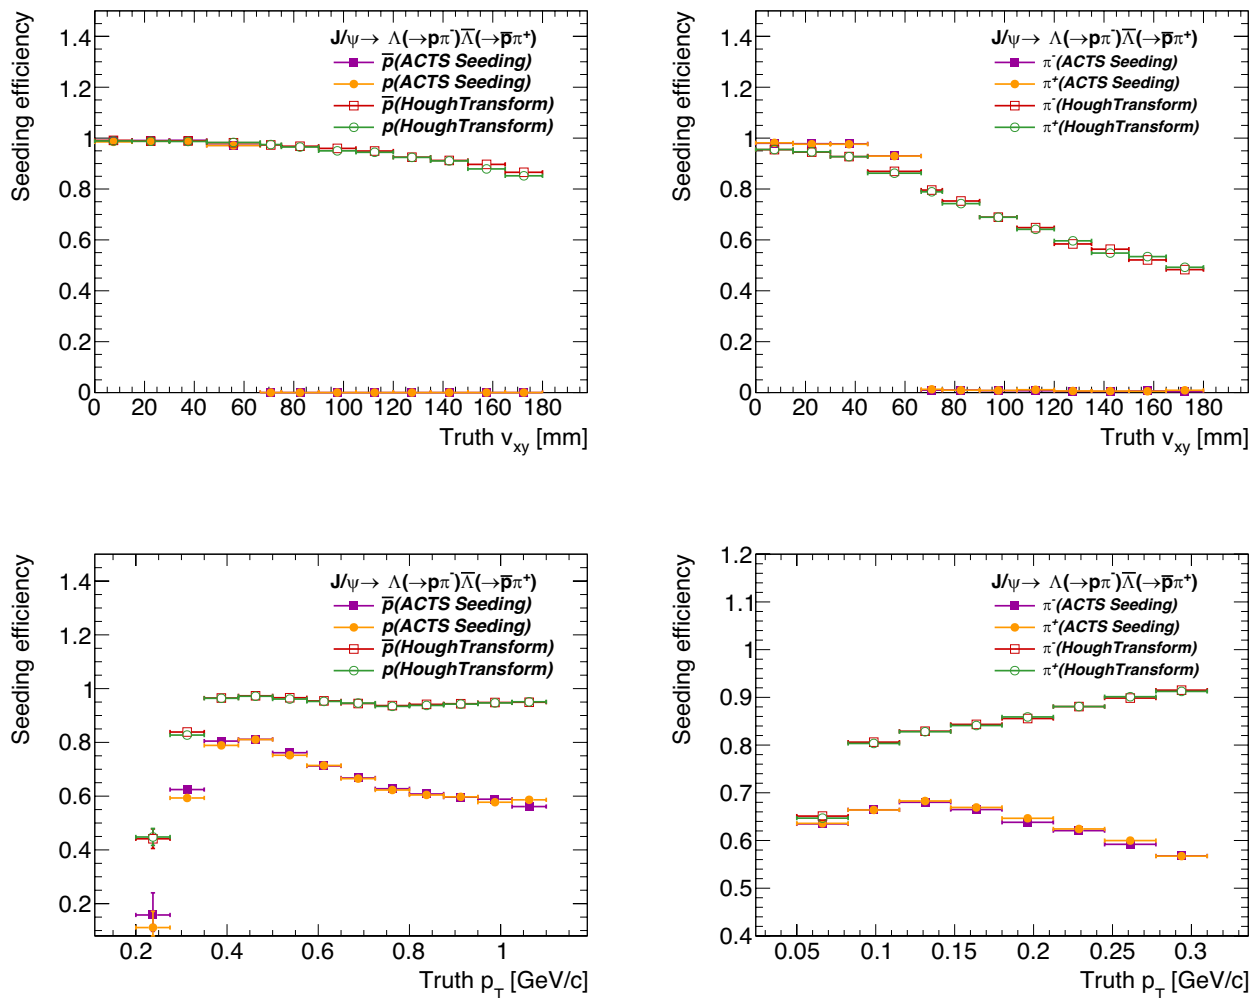 J/ψ→ Λ(→pπ⁻)Λ̅(→p̅π⁺)
p̅(ACTS Seeding)
p(ACTS Seeding)
p̅(HoughTransform)
p(HoughTransform)
Seeding efficiency
1.4
1.2
1
0.8
0.6
0.4
0.2
0
0 20 40 60 80 100 120 140 160 180
Truth v_xy [mm]
J/ψ→ Λ(→pπ⁻)Λ̅(→p̅π⁺)
π⁻(ACTS Seeding)
π⁺(ACTS Seeding)
π⁻(HoughTransform)
π⁺(HoughTransform)
Seeding efficiency
1.4
1.2
1
0.8
0.6
0.4
0.2
0
0 20 40 60 80 100 120 140 160 180
Truth v_xy [mm]
J/ψ→ Λ(→pπ⁻)Λ̅(→p̅π⁺)
p̅(ACTS Seeding)
p(ACTS Seeding)
p̅(HoughTransform)
p(HoughTransform)
Seeding efficiency
1.4
1.2
1
0.8
0.6
0.4
0.2
0.2 0.4 0.6 0.8 1
Truth p_T [GeV/c]
J/ψ→ Λ(→pπ⁻)Λ̅(→p̅π⁺)
π⁻(ACTS Seeding)
π⁺(ACTS Seeding)
π⁻(HoughTransform)
π⁺(HoughTransform)
Seeding efficiency
1.2
1.1
1
0.9
0.8
0.7
0.6
0.5
0.4
0.05 0.1 0.15 0.2 0.25 0.3
Truth p_T [GeV/c]